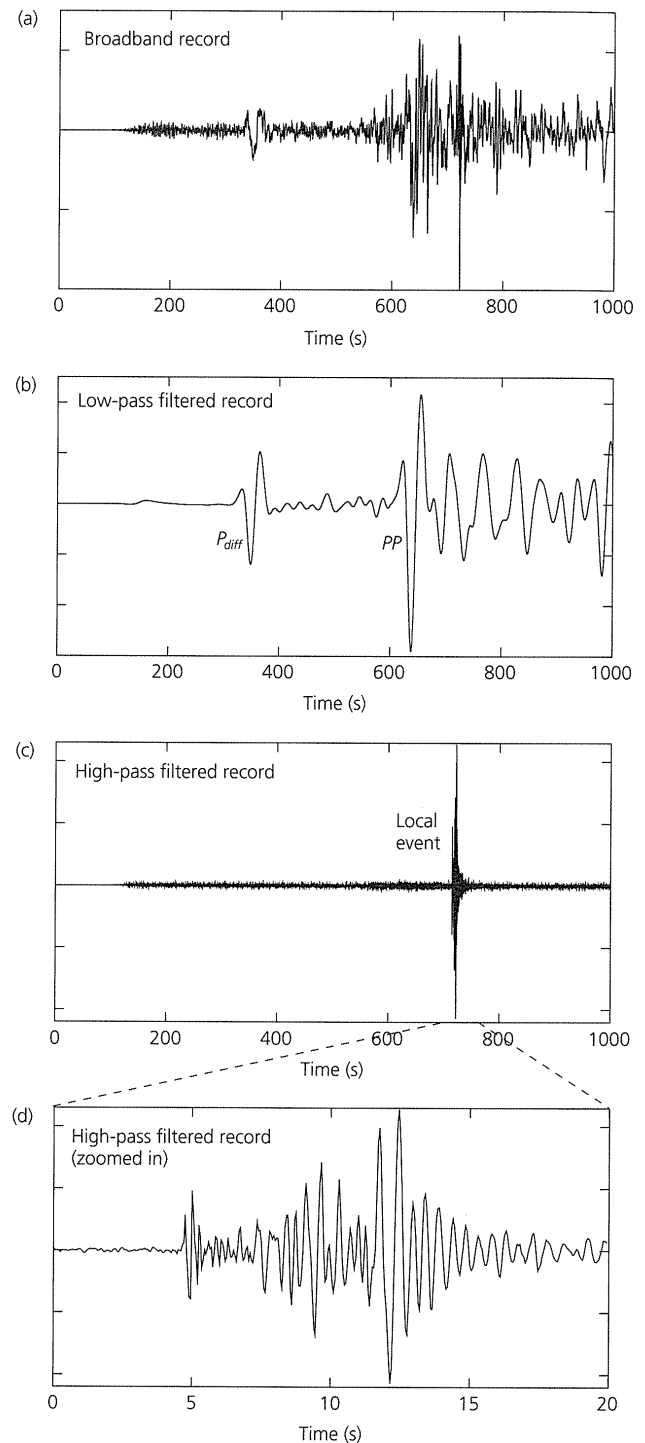 (a)
Broadband record
0 200 400 600 800 1000
Time (s)
(b)
Low-pass filtered record
Pdiff
PP
0 200 400 600 800 1000
Time (s)
(c)
High-pass filtered record
Local
event
0 200 400 600 800 1000
Time (s)
(d)
High-pass filtered record
(zoomed in)
0 5 10 15 20
Time (s)